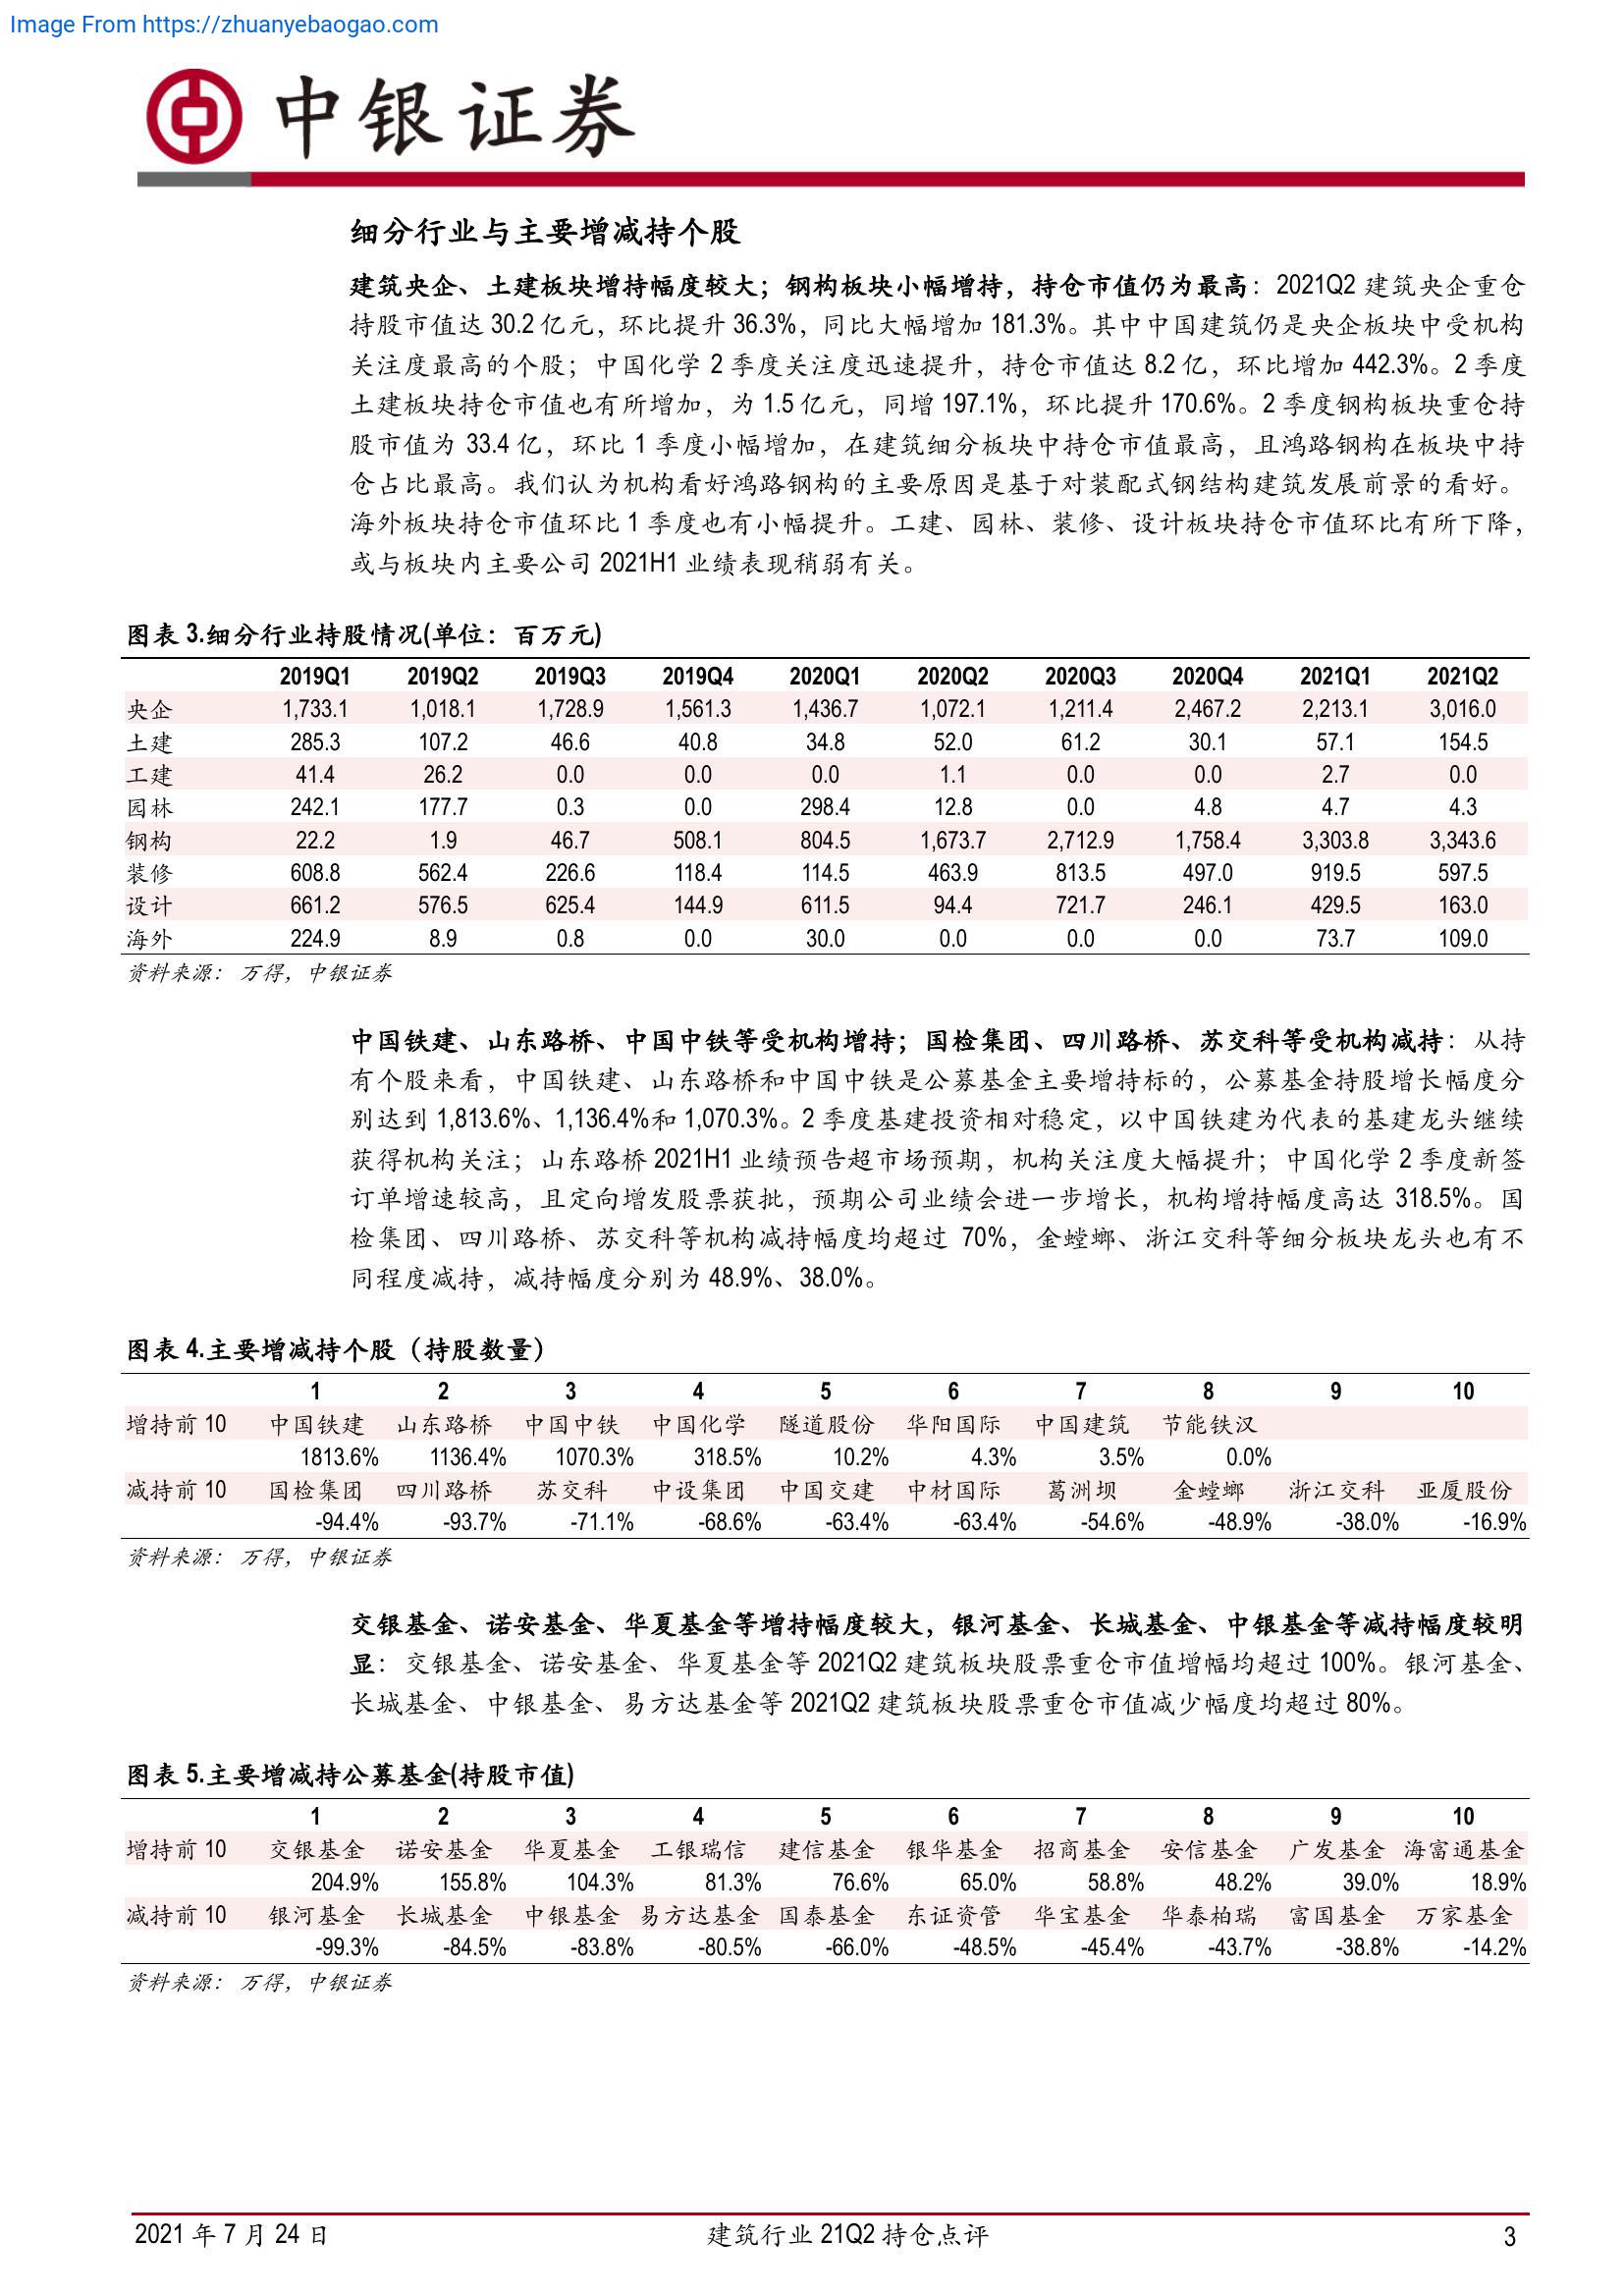 Image From https://zhuanyebaogao.com
中银证券
细分行业与主要增减持个股
建筑央企、土建板块增持幅度较大；钢构板块小幅增持，持仓市值仍为最高：2021Q2 建筑央企重仓
持股市值达 30.2 亿元，环比提升 36.3%，同比大幅增加 181.3%。其中中国建筑仍是央企板块中受机构
关注度最高的个股；中国化学 2 季度关注度迅速提升，持仓市值达 8.2 亿，环比增加 442.3%。2 季度
土建板块持仓市值也有所增加，为 1.5 亿元，同增 197.1%，环比提升 170.6%。2 季度钢构板块重仓持
股市值为 33.4 亿，环比 1 季度小幅增加，在建筑细分板块中持仓市值最高，且鸿路钢构在板块中持
仓占比最高。我们认为机构看好鸿路钢构的主要原因是基于对装配式钢结构建筑发展前景的看好。
海外板块持仓市值环比 1 季度也有小幅提升。工建、园林、装修、设计板块持仓市值环比有所下降，
或与板块内主要公司 2021H1 业绩表现稍弱有关。
图表 3.细分行业持股情况(单位：百万元)
2019Q1 2019Q2 2019Q3 2019Q4 2020Q1 2020Q2 2020Q3 2020Q4 2021Q1 2021Q2
央企 1,733.1 1,018.1 1,728.9 1,561.3 1,436.7 1,072.1 1,211.4 2,467.2 2,213.1 3,016.0
土建 285.3 107.2 46.6 40.8 34.8 52.0 61.2 30.1 57.1 154.5
工建 41.4 26.2 0.0 0.0 0.0 1.1 0.0 0.0 2.7 0.0
园林 242.1 177.7 0.3 0.0 298.4 12.8 0.0 4.8 4.7 4.3
钢构 22.2 1.9 46.7 508.1 804.5 1,673.7 2,712.9 1,758.4 3,303.8 3,343.6
装修 608.8 562.4 226.6 118.4 114.5 463.9 813.5 497.0 919.5 597.5
设计 661.2 576.5 625.4 144.9 611.5 94.4 721.7 246.1 429.5 163.0
海外 224.9 8.9 0.8 0.0 30.0 0.0 0.0 0.0 73.7 109.0
资料来源：万得，中银证券
中国铁建、山东路桥、中国中铁等受机构增持；国检集团、四川路桥、苏交科等受机构减持：从持
有个股来看，中国铁建、山东路桥和中国中铁是公募基金主要增持标的，公募基金持股增长幅度分
别达到 1,813.6%、1,136.4%和 1,070.3%。2 季度基建投资相对稳定，以中国铁建为代表的基建龙头继续
获得机构关注；山东路桥 2021H1 业绩预告超市场预期，机构关注度大幅提升；中国化学 2 季度新签
订单增速较高，且定向增发股票获批，预期公司业绩会进一步增长，机构增持幅度高达 318.5%。国
检集团、四川路桥、苏交科等机构减持幅度均超过 70%，金螳螂、浙江交科等细分板块龙头也有不
同程度减持，减持幅度分别为 48.9%、38.0%。
图表 4.主要增减持个股（持股数量）
1 2 3 4 5 6 7 8 9 10
增持前 10 中国铁建 山东路桥 中国中铁 中国化学 隧道股份 华阳国际 中国建筑 节能铁汉
1813.6% 1136.4% 1070.3% 318.5% 10.2% 4.3% 3.5% 0.0%
减持前 10 国检集团 四川路桥 苏交科 中设集团 中国交建 中材国际 葛洲坝 金螳螂 浙江交科 亚厦股份
-94.4% -93.7% -71.1% -68.6% -63.4% -63.4% -54.6% -48.9% -38.0% -16.9%
资料来源：万得，中银证券
交银基金、诺安基金、华夏基金等增持幅度较大，银河基金、长城基金、中银基金等减持幅度较明
显：交银基金、诺安基金、华夏基金等 2021Q2 建筑板块股票重仓市值增幅均超过 100%。银河基金、
长城基金、中银基金、易方达基金等 2021Q2 建筑板块股票重仓市值减少幅度均超过 80%。
图表 5.主要增减持公募基金(持股市值)
1 2 3 4 5 6 7 8 9 10
增持前 10 交银基金 诺安基金 华夏基金 工银瑞信 建信基金 银华基金 招商基金 安信基金 广发基金 海富通基金
204.9% 155.8% 104.3% 81.3% 76.6% 65.0% 58.8% 48.2% 39.0% 18.9%
减持前 10 银河基金 长城基金 中银基金 易方达基金 国泰基金 东证资管 华宝基金 华泰柏瑞 富国基金 万家基金
-99.3% -84.5% -83.8% -80.5% -66.0% -48.5% -45.4% -43.7% -38.8% -14.2%
资料来源：万得，中银证券
2021 年 7 月 24 日 建筑行业 21Q2 持仓点评 3